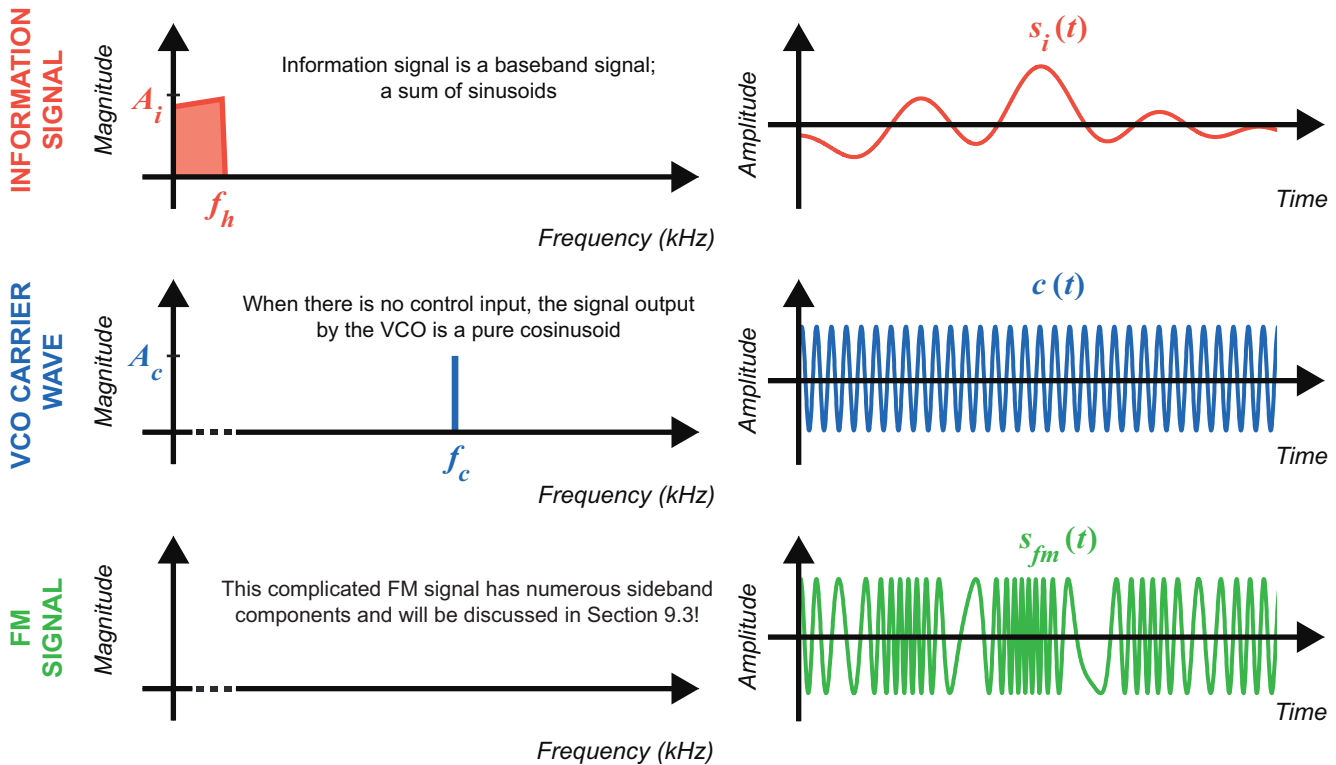 INFORMATION
SIGNAL
Magnitude
A_i
f_h
Information signal is a baseband signal;
a sum of sinusoids
Frequency (kHz)
s_i(t)
Amplitude
Time
VCO CARRIER
WAVE
Magnitude
A_c
f_c
When there is no control input, the signal output
by the VCO is a pure cosinusoid
Frequency (kHz)
c(t)
Amplitude
Time
FM
SIGNAL
Magnitude
This complicated FM signal has numerous sideband
components and will be discussed in Section 9.3!
Frequency (kHz)
s_fm(t)
Amplitude
Time